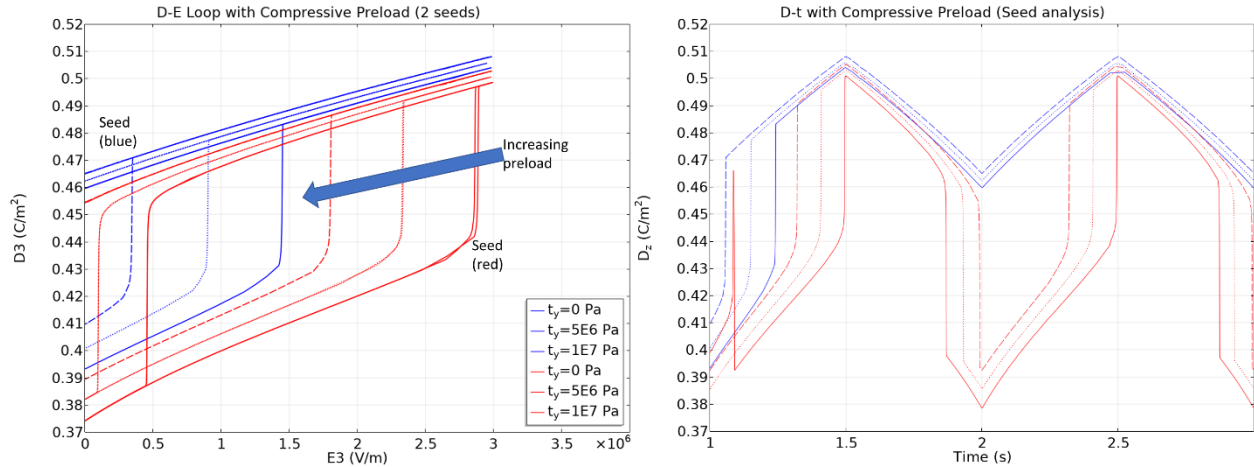 D-E Loop with Compressive Preload (2 seeds)
0.52
0.51
0.5
0.49
0.48
0.47
0.46
0.45
0.44
0.43
0.42
0.41
0.4
0.39
0.38
0.37
D3 (C/m²)
Seed
(blue)
Increasing
preload
Seed
(red)
t_y=0 Pa
t_y=5E6 Pa
t_y=1E7 Pa
t_y=0 Pa
t_y=5E6 Pa
t_y=1E7 Pa
0 0.5 1 1.5 2 2.5 3 ×10⁶
E3 (V/m)
D-t with Compressive Preload (Seed analysis)
0.52
0.51
0.5
0.49
0.48
0.47
0.46
0.45
0.44
0.43
0.42
0.41
0.4
0.39
0.38
0.37
D_z (C/m²)
1 1.5 2 2.5
Time (s)